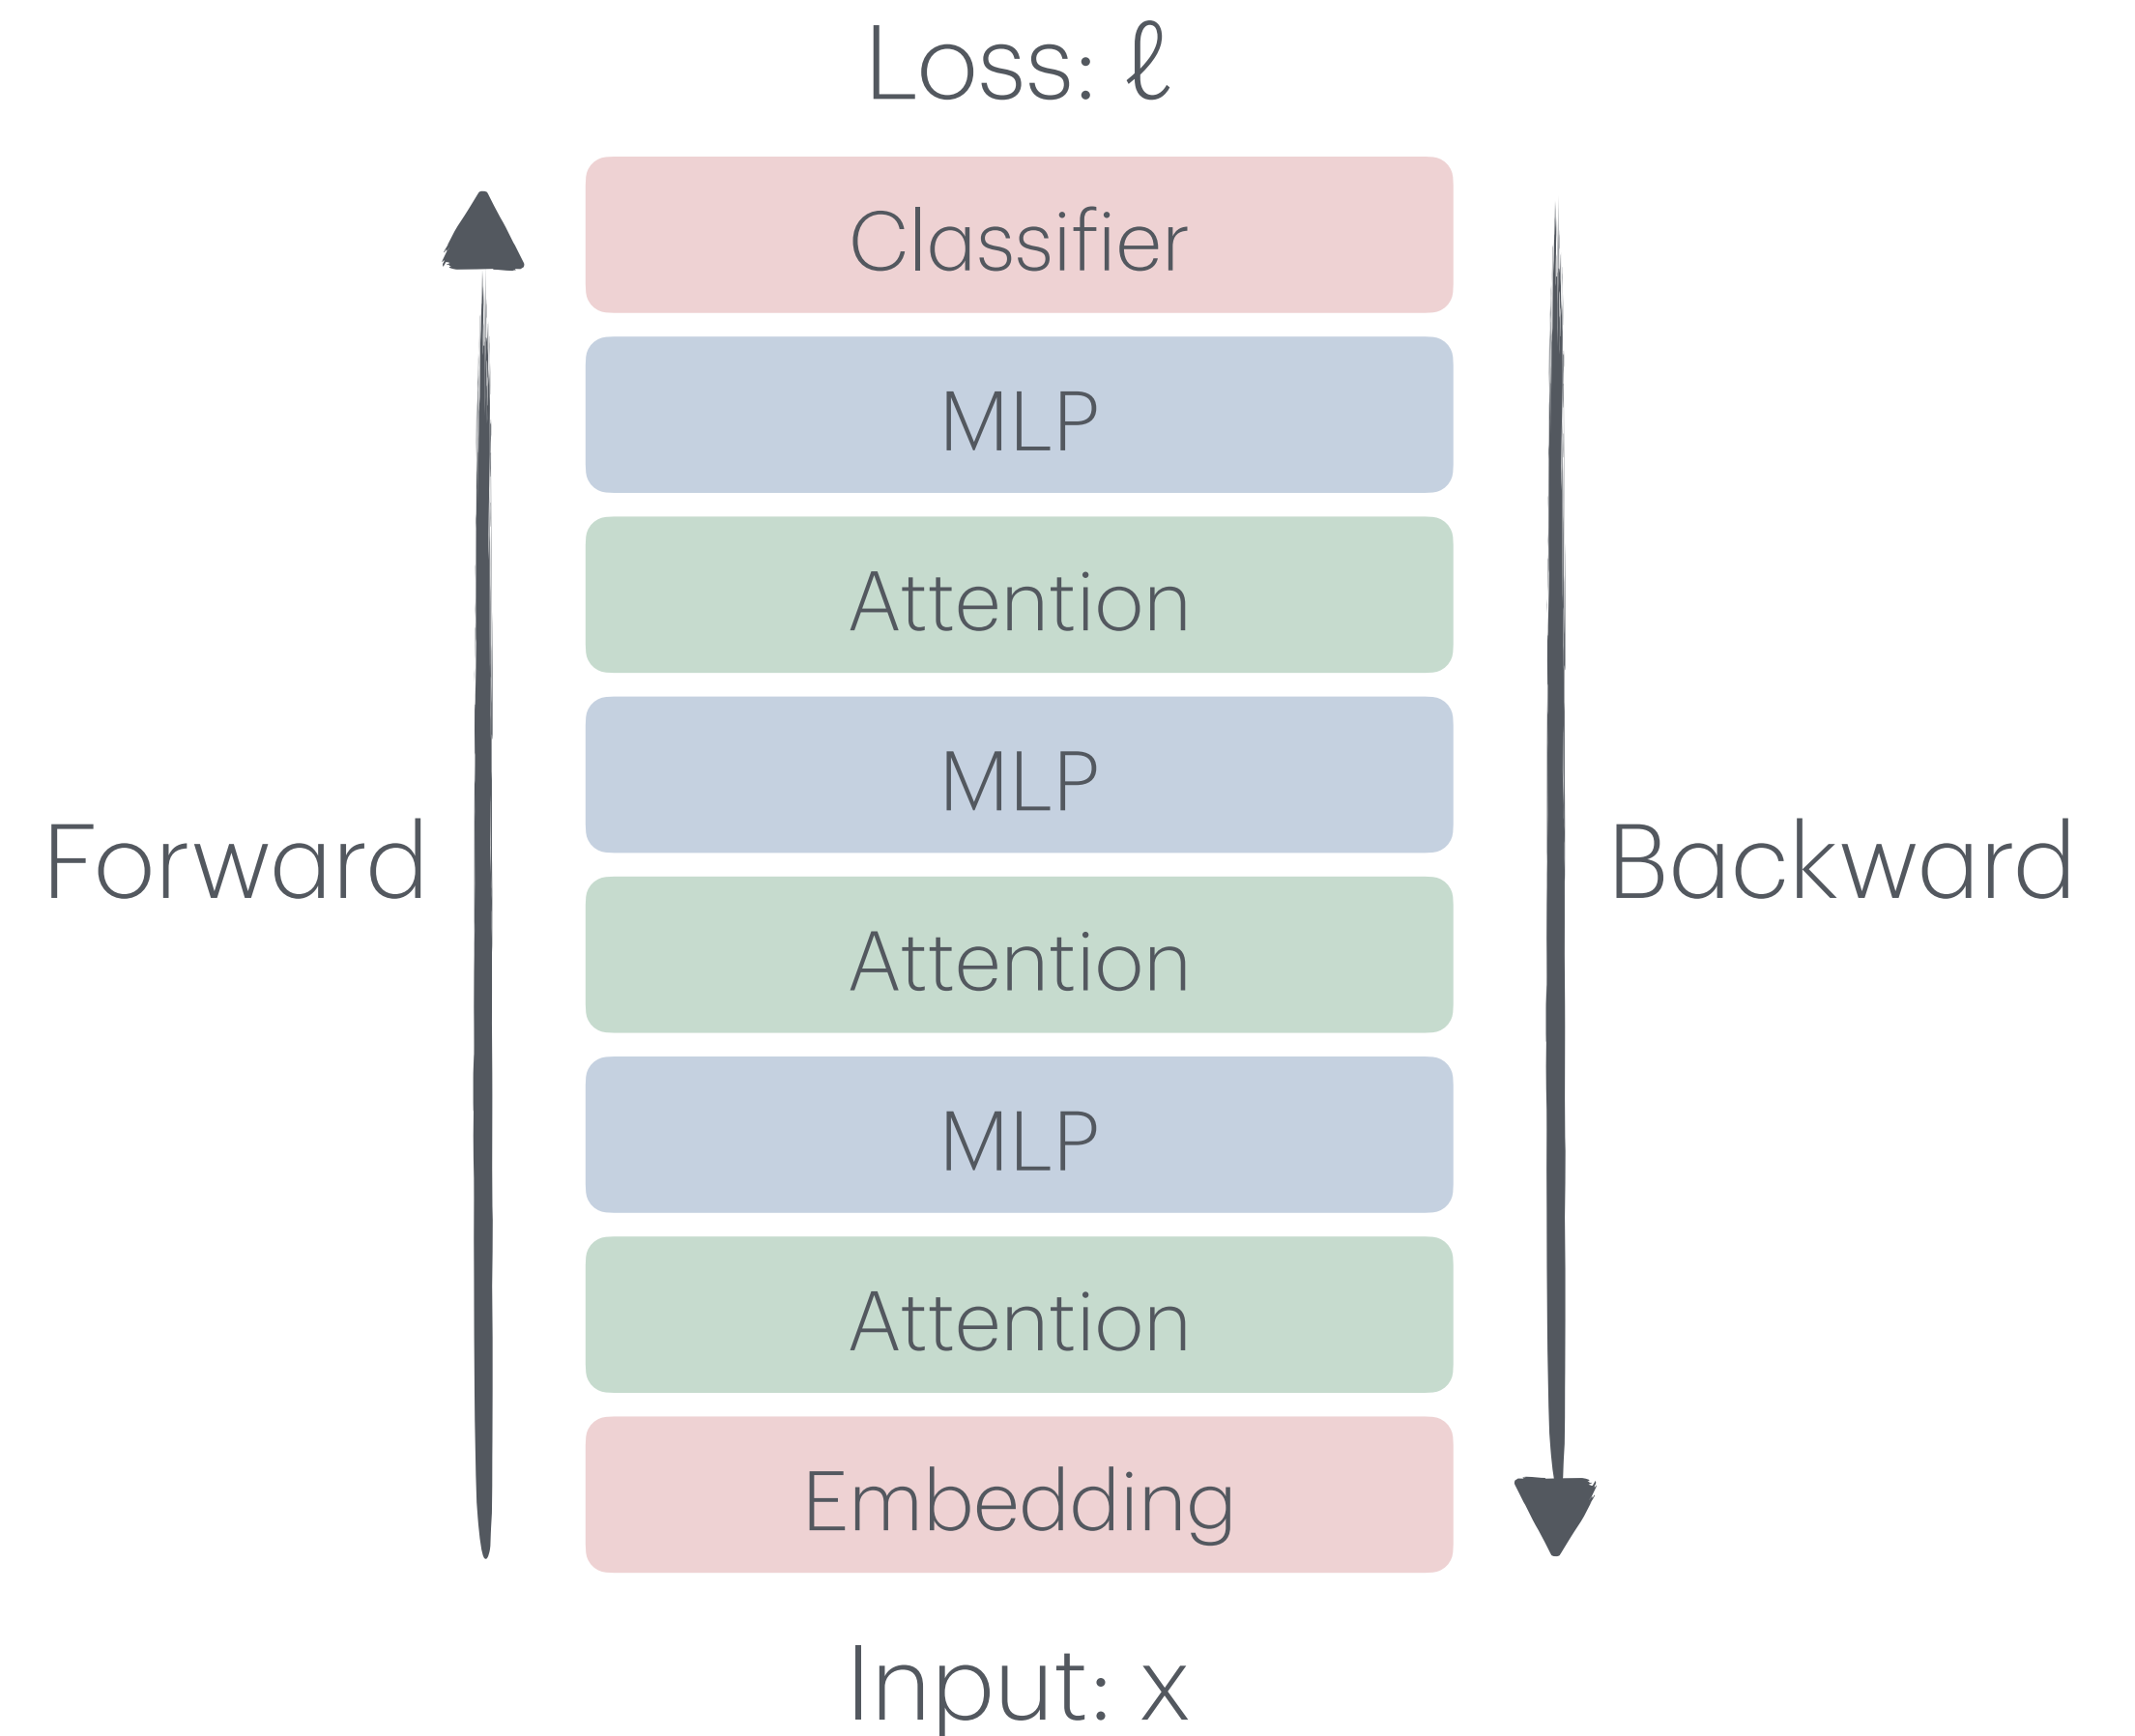 Loss: ℓ
Classifier
MLP
Attention
MLP
Forward
Backward
Attention
MLP
Attention
Embedding
Input: x